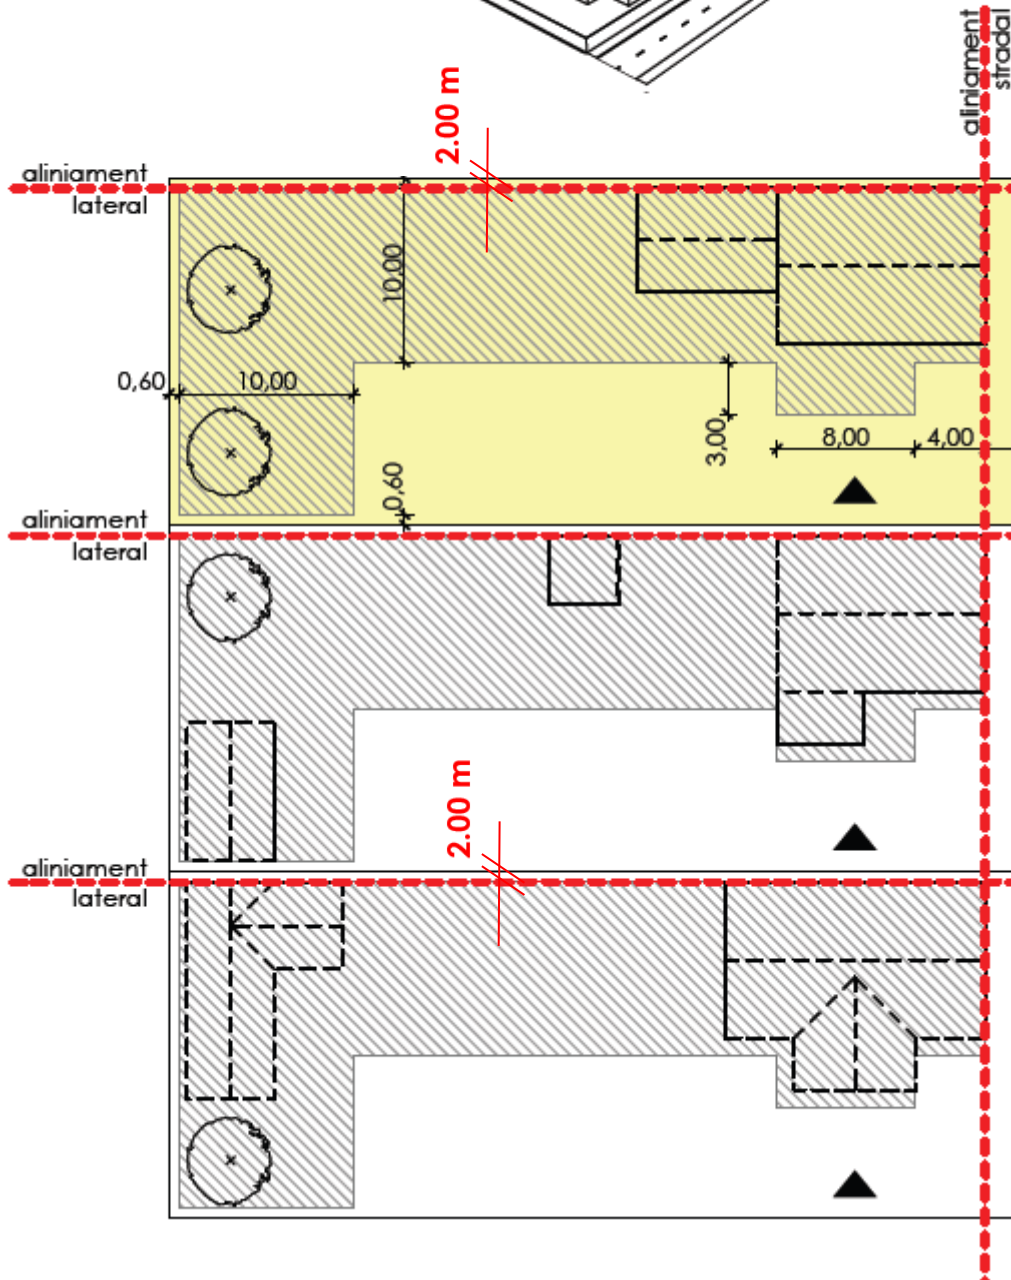 aliniament
stradal
2.00 m
aliniament
lateral
10,00
0,60
10,00
3,00
8,00
4,00
0,60
aliniament
lateral
2.00 m
aliniament
lateral